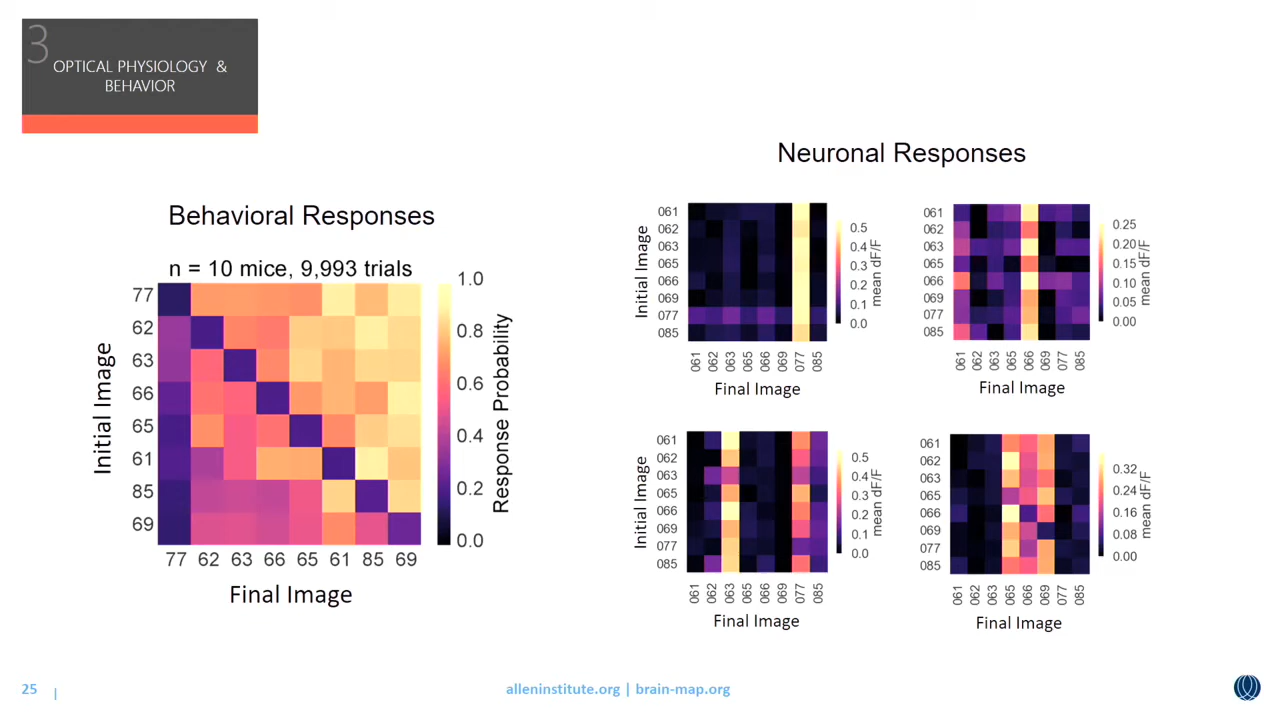 3
OPTICAL PHYSIOLOGY &
BEHAVIOR
Behavioral Responses
n = 10 mice, 9,993 trials
Initial Image
77
62
63
66
65
61
85
69
77 62 63 66 65 61 85 69
Final Image
1.0
0.8
0.6
0.4
0.2
0.0
Response Probability
Neuronal Responses
Initial Image
061
062
063
065
066
069
077
085
061 062 063 065 066 069 077 085
Final Image
0.5
0.4
0.3
0.2
0.1
0.0
mean dF/F
061
062
063
065
066
069
077
085
061 062 063 065 066 069 077 085
Final Image
0.25
0.20
0.15
0.10
0.05
0.00
mean dF/F
Initial Image
061
062
063
065
066
069
077
085
061 062 063 065 066 069 077 085
Final Image
0.5
0.4
0.3
0.2
0.1
0.0
mean dF/F
061
062
063
065
066
069
077
085
061 062 063 065 066 069 077 085
Final Image
0.32
0.24
0.16
0.08
0.00
mean dF/F
25 |
alleninstitute.org | brain-map.org